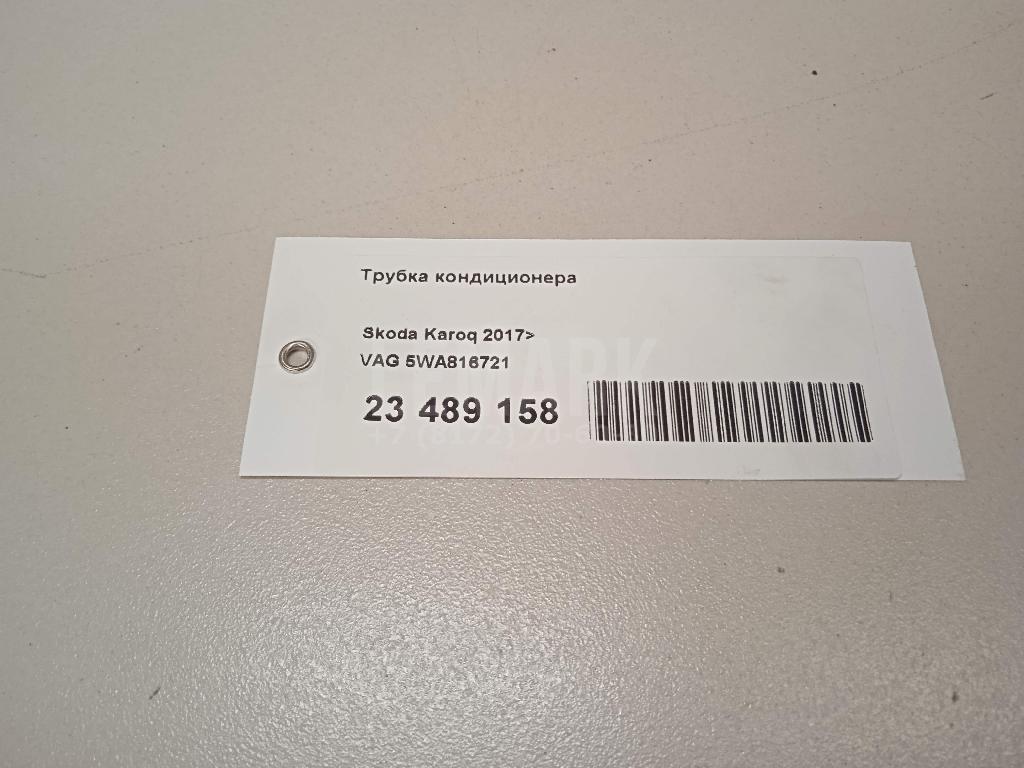 Трубка кондиционера
Skoda Karoq 2017>
VAG 5WA816721
23 489 158